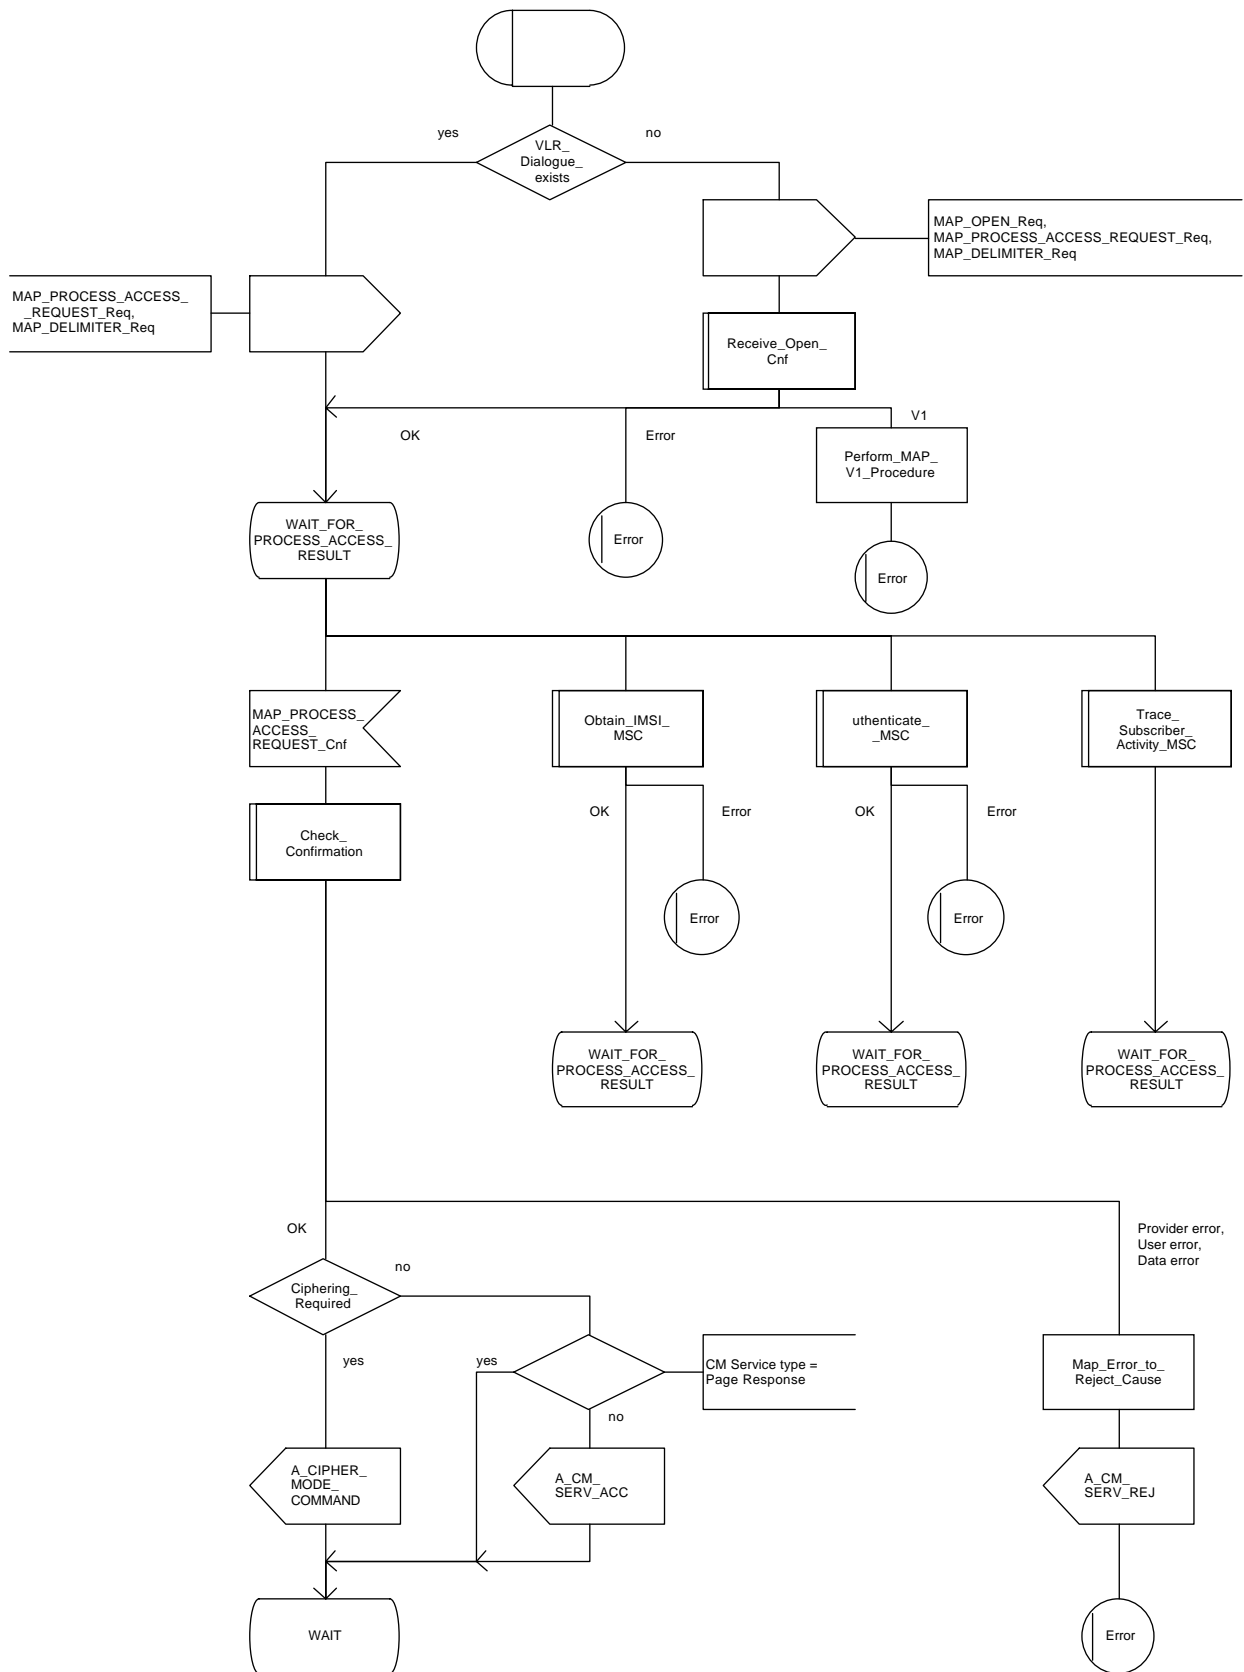 yes
no
VLR_
Dialogue_
exists
MAP_OPEN_Req,
MAP_PROCESS_ACCESS_REQUEST_Req,
MAP_DELIMITER_Req
MAP_PROCESS_ACCESS_
_REQUEST_Req,
MAP_DELIMITER_Req
Receive_Open_
Cnf
OK
Error
V1
Perform_MAP_
V1_Procedure
WAIT_FOR_
PROCESS_ACCESS_
RESULT
Error
Error
MAP_PROCESS_
ACCESS_
REQUEST_Cnf
Obtain_IMSI_
MSC
uthenticate_
_MSC
Trace_
Subscriber_
Activity_MSC
Check_
Confirmation
OK
Error
OK
Error
Error
Error
WAIT_FOR_
PROCESS_ACCESS_
RESULT
WAIT_FOR_
PROCESS_ACCESS_
RESULT
WAIT_FOR_
PROCESS_ACCESS_
RESULT
OK
Provider error,
User error,
Data error
Ciphering_
Required
no
yes
yes
CM Service type =
Page Response
no
Map_Error_to_
Reject_Cause
A_CIPHER_
MODE_
COMMAND
A_CM_
SERV_ACC
A_CM_
SERV_REJ
WAIT
Error